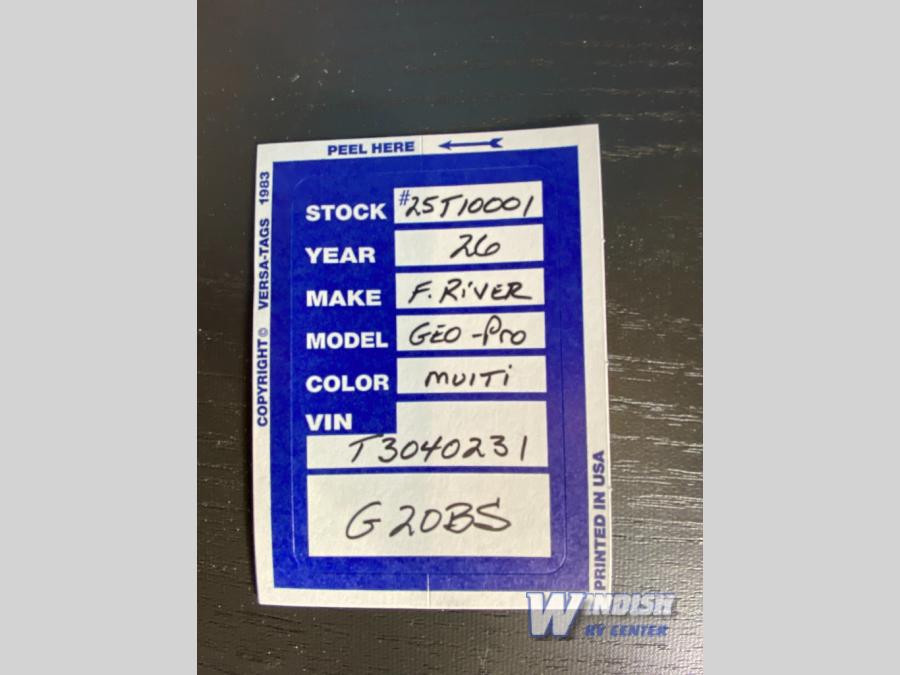 PEEL HERE
COPYRIGHT © VERSA-TAGS 1983
STOCK #25T10001
YEAR 26
MAKE F. RIVER
MODEL GEO-Pro
COLOR MUlTi
VIN
T3040231
G20BS
PRINTED IN USA
WINDISH
RV CENTER